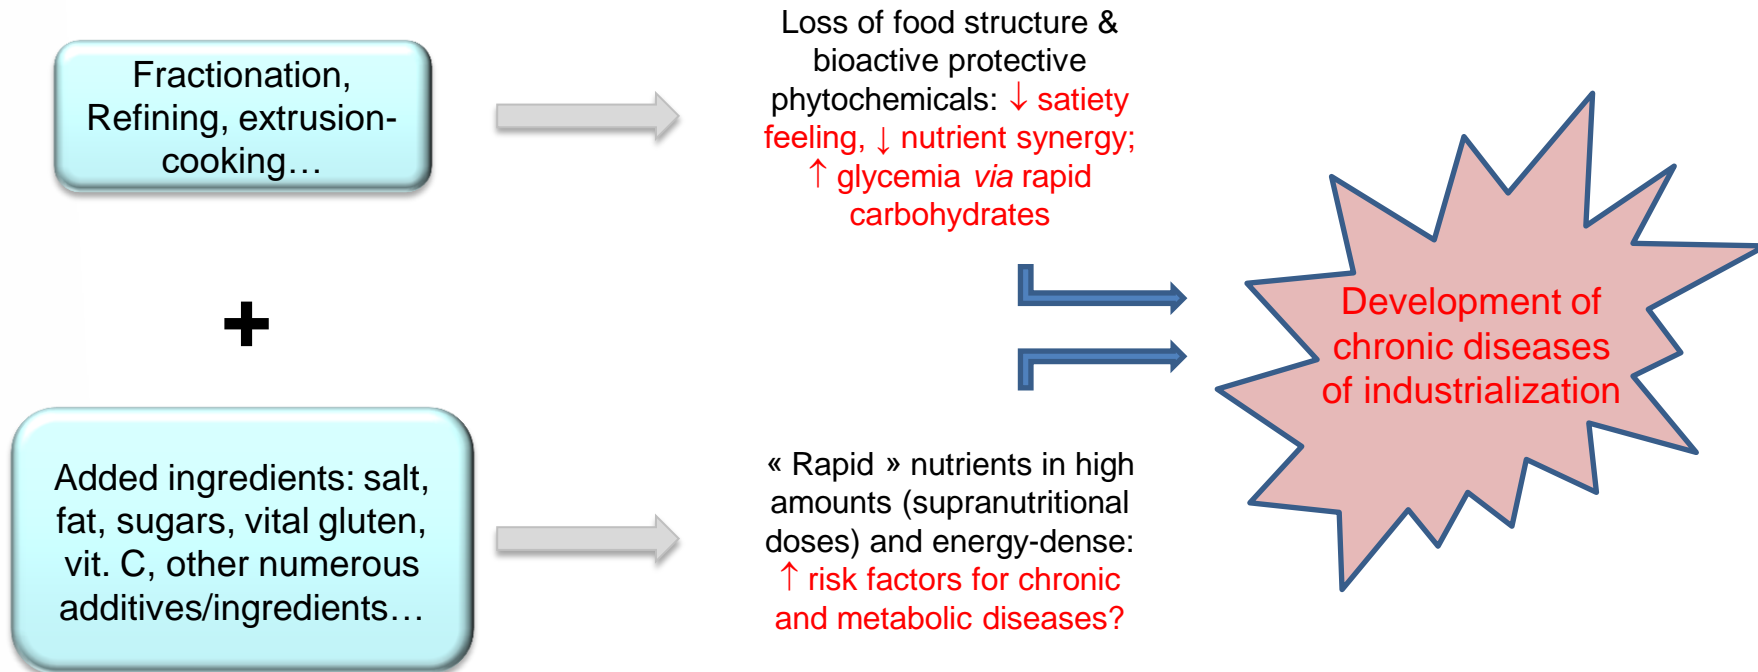 Fractionation,
Refining, extrusion-
cooking…
Loss of food structure &
bioactive protective
phytochemicals: ↓ satiety
feeling, ↓ nutrient synergy;
↑ glycemia via rapid
carbohydrates
+
Added ingredients: salt,
fat, sugars, vital gluten,
vit. C, other numerous
additives/ingredients…
« Rapid » nutrients in high
amounts (supranutritional
doses) and energy-dense:
↑ risk factors for chronic
and metabolic diseases?
Development of
chronic diseases
of industrialization